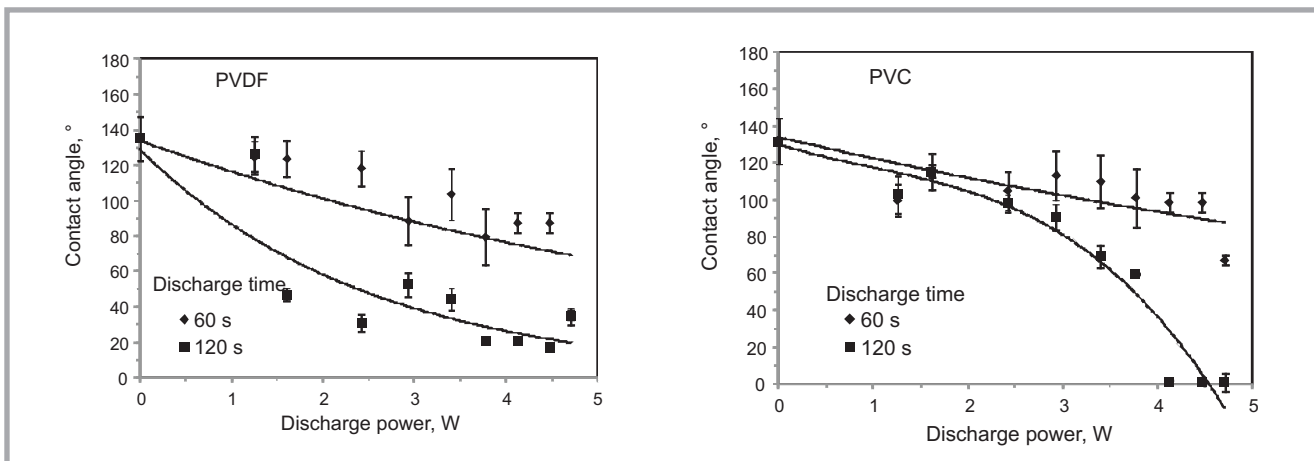 PVDF
Contact angle, °
180
160
140
120
100
80
60
40
20
0
Discharge time
60 s
120 s
0 1 2 3 4 5
Discharge power, W
PVC
Contact angle, °
180
160
140
120
100
80
60
40
20
0
Discharge time
60 s
120 s
0 1 2 3 4 5
Discharge power, W